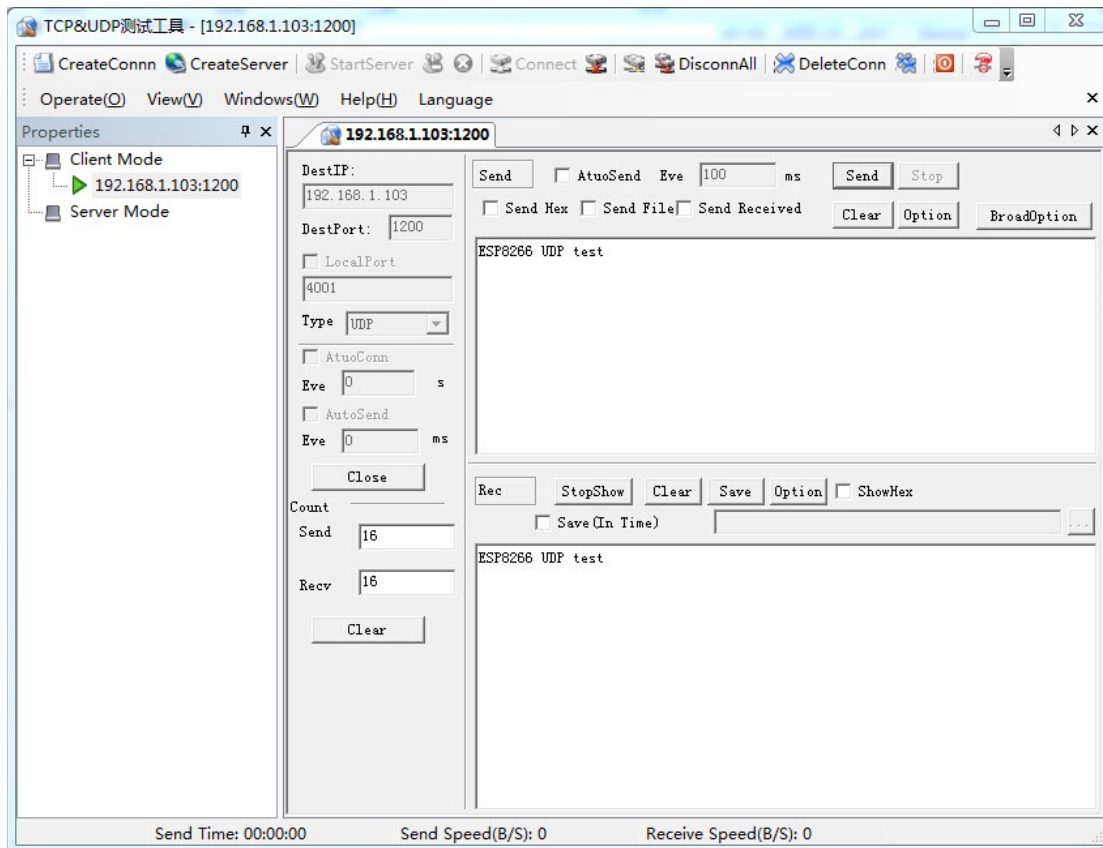 TCP&UDP测试工具 - [192.168.1.103:1200]
CreateConnn CreateServer StartServer Connect DisconnAll DeleteConn
Operate(O) View(V) Windows(W) Help(H) Language
Properties
192.168.1.103:1200
Client Mode
192.168.1.103:1200
Server Mode
DestIP:
192.168.1.103
DestPort: 1200
LocalPort
4001
Type UDP
AtuoConn
Eve 0 s
AutoSend
Eve 0 ms
Close
Count
Send 16
Recv 16
Clear
Send AtuoSend Eve 100 ms Send Stop
Send Hex Send File Send Received Clear Option BroadOption
ESP8266 UDP test
Rec StopShow Clear Save Option ShowHex
Save(In Time) ...
ESP8266 UDP test
Send Time: 00:00:00 Send Speed(B/S): 0 Receive Speed(B/S): 0